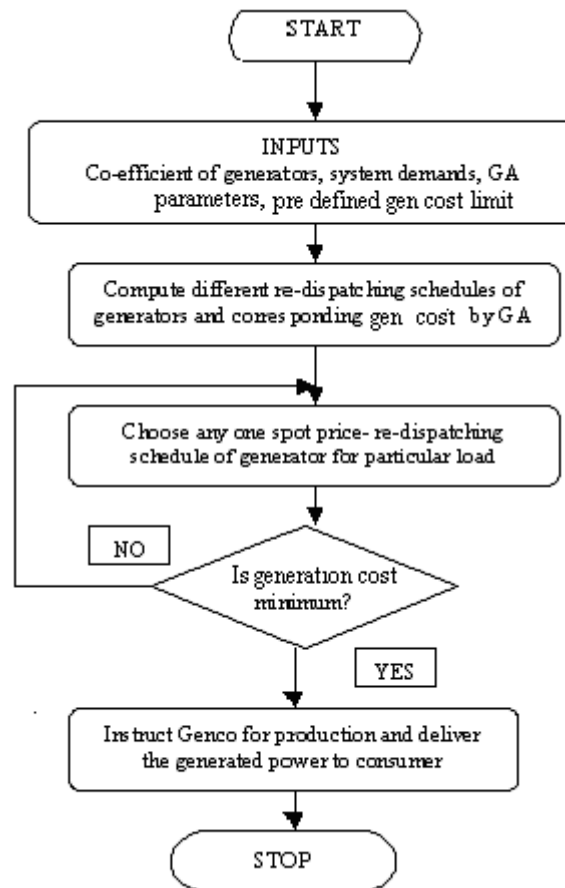 START
INPUTS
Co-efficient of generators, system demands, GA
parameters, pre defined gen cost limit
Compute different re-dispatching schedules of
generators and corresponding gen cost by GA
Choose any one spot price- re-dispatching
schedule of generator for particular load
NO
Is generation cost
minimum?
YES
Instruct Genco for production and deliver
the generated power to consumer
STOP